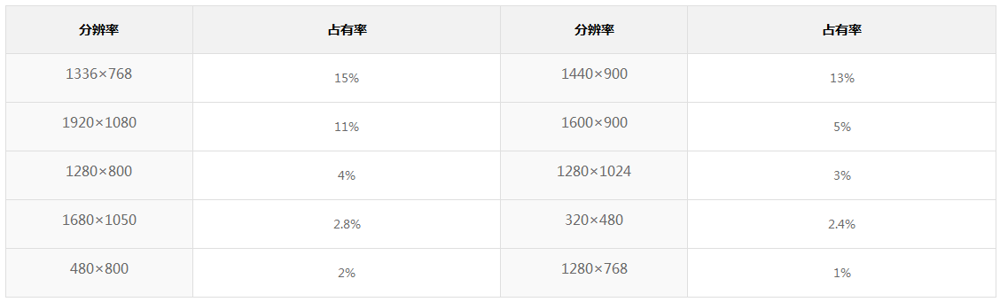 分辨率 占有率 分辨率 占有率
1336×768 15% 1440×900 13%
1920×1080 11% 1600×900 5%
1280×800 4% 1280×1024 3%
1680×1050 2.8% 320×480 2.4%
480×800 2% 1280×768 1%